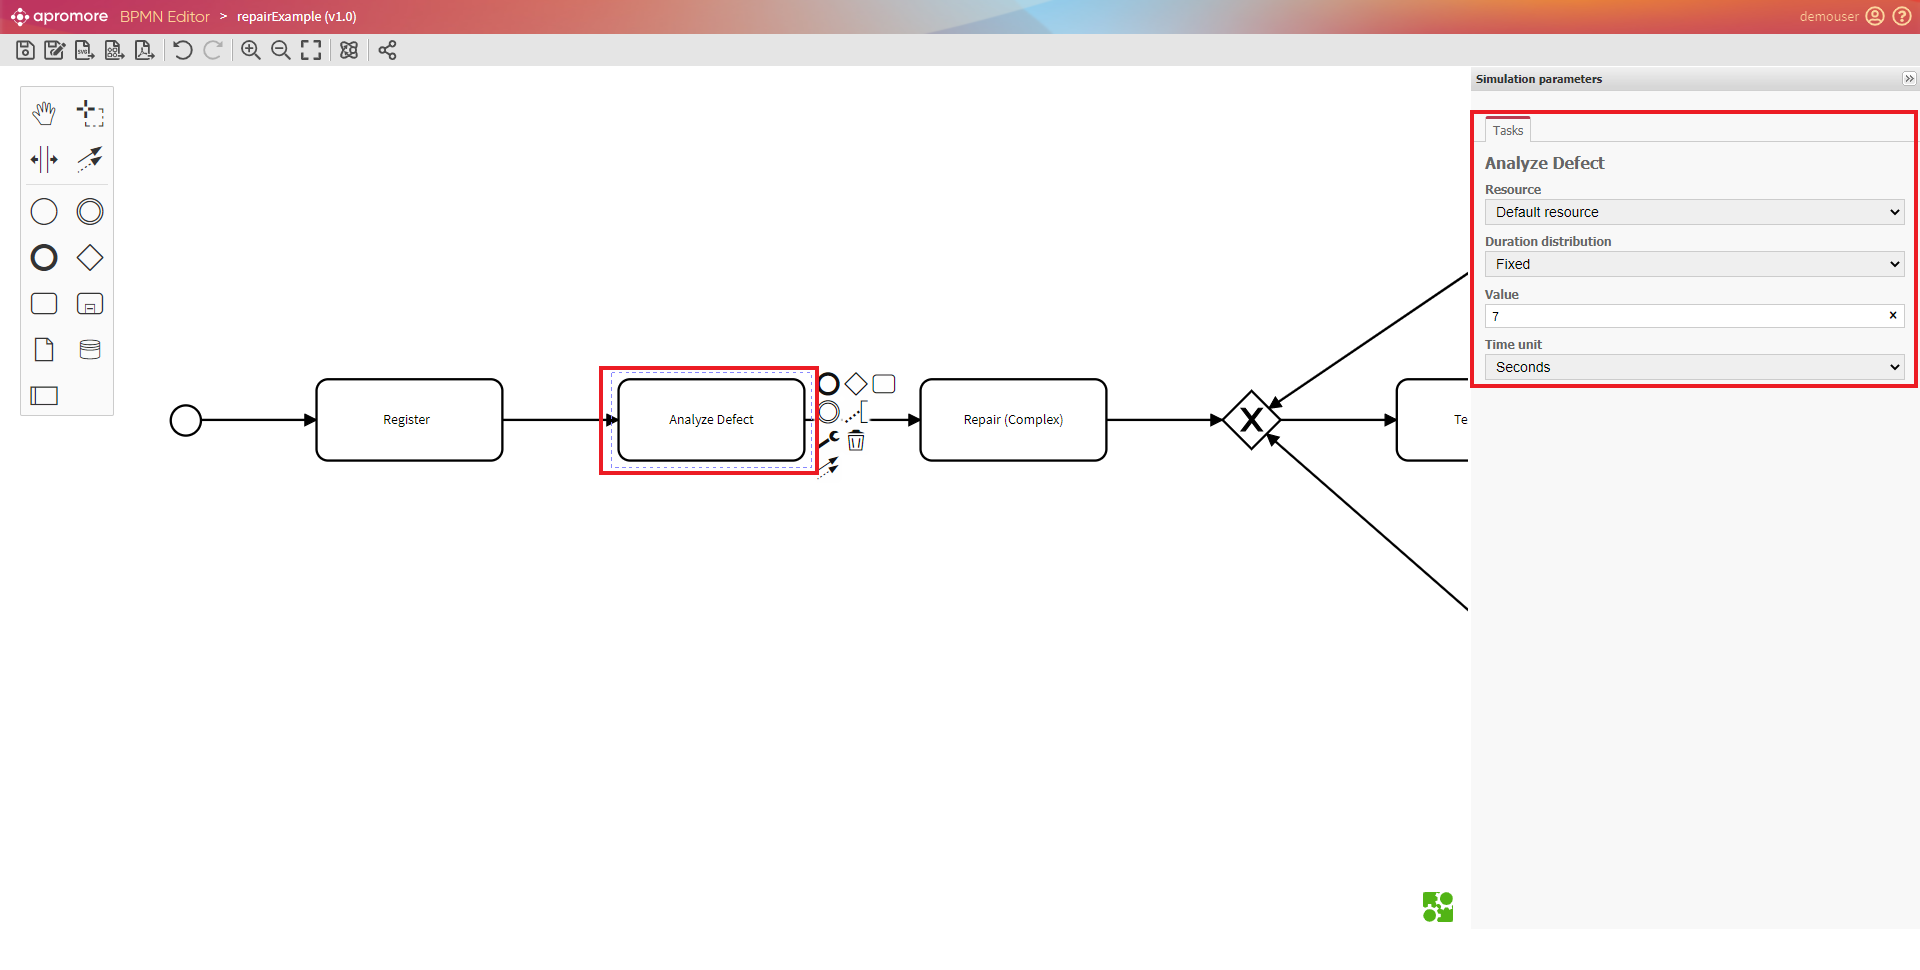 apromore BPMN Editor > repairExample (v1.0)
demouser
Simulation parameters
Tasks
Analyze Defect
Resource
Default resource
Duration distribution
Fixed
Value
7
Time unit
Seconds
Register
Analyze Defect
Repair (Complex)
X
Te